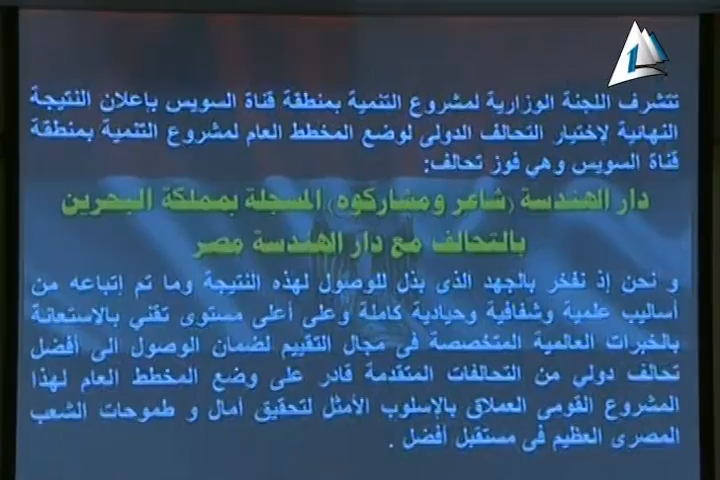 تتشرف اللجنة الوزارية لمشروع التنمية بمنطقة قناة السويس بإعلان النتيجة
النهائية لإختيار التحالف الدولى لوضع المخطط العام لمشروع التنمية بمنطقة
قناة السويس وهي فوز تحالف:
دار الهندسة (شاعر ومشاركوه) المسجلة بمملكة البحرين
بالتحالف مع دار الهندسة مصر
و نحن إذ نفخر بالجهد الذى بذل للوصول لهذه النتيجة وما تم إتباعه من
أساليب علمية وشفافية وحيادية كاملة وعلى أعلى مستوى تقني بالاستعانة
بالخبرات العالمية المتخصصة فى مجال التقييم لضمان الوصول الى أفضل
تحالف دولي من التحالفات المتقدمة قادر على وضع المخطط العام لهذا
المشروع القومى العملاق بالإسلوب الأمثل لتحقيق أمال و طموحات الشعب
المصرى العظيم فى مستقبل أفضل .